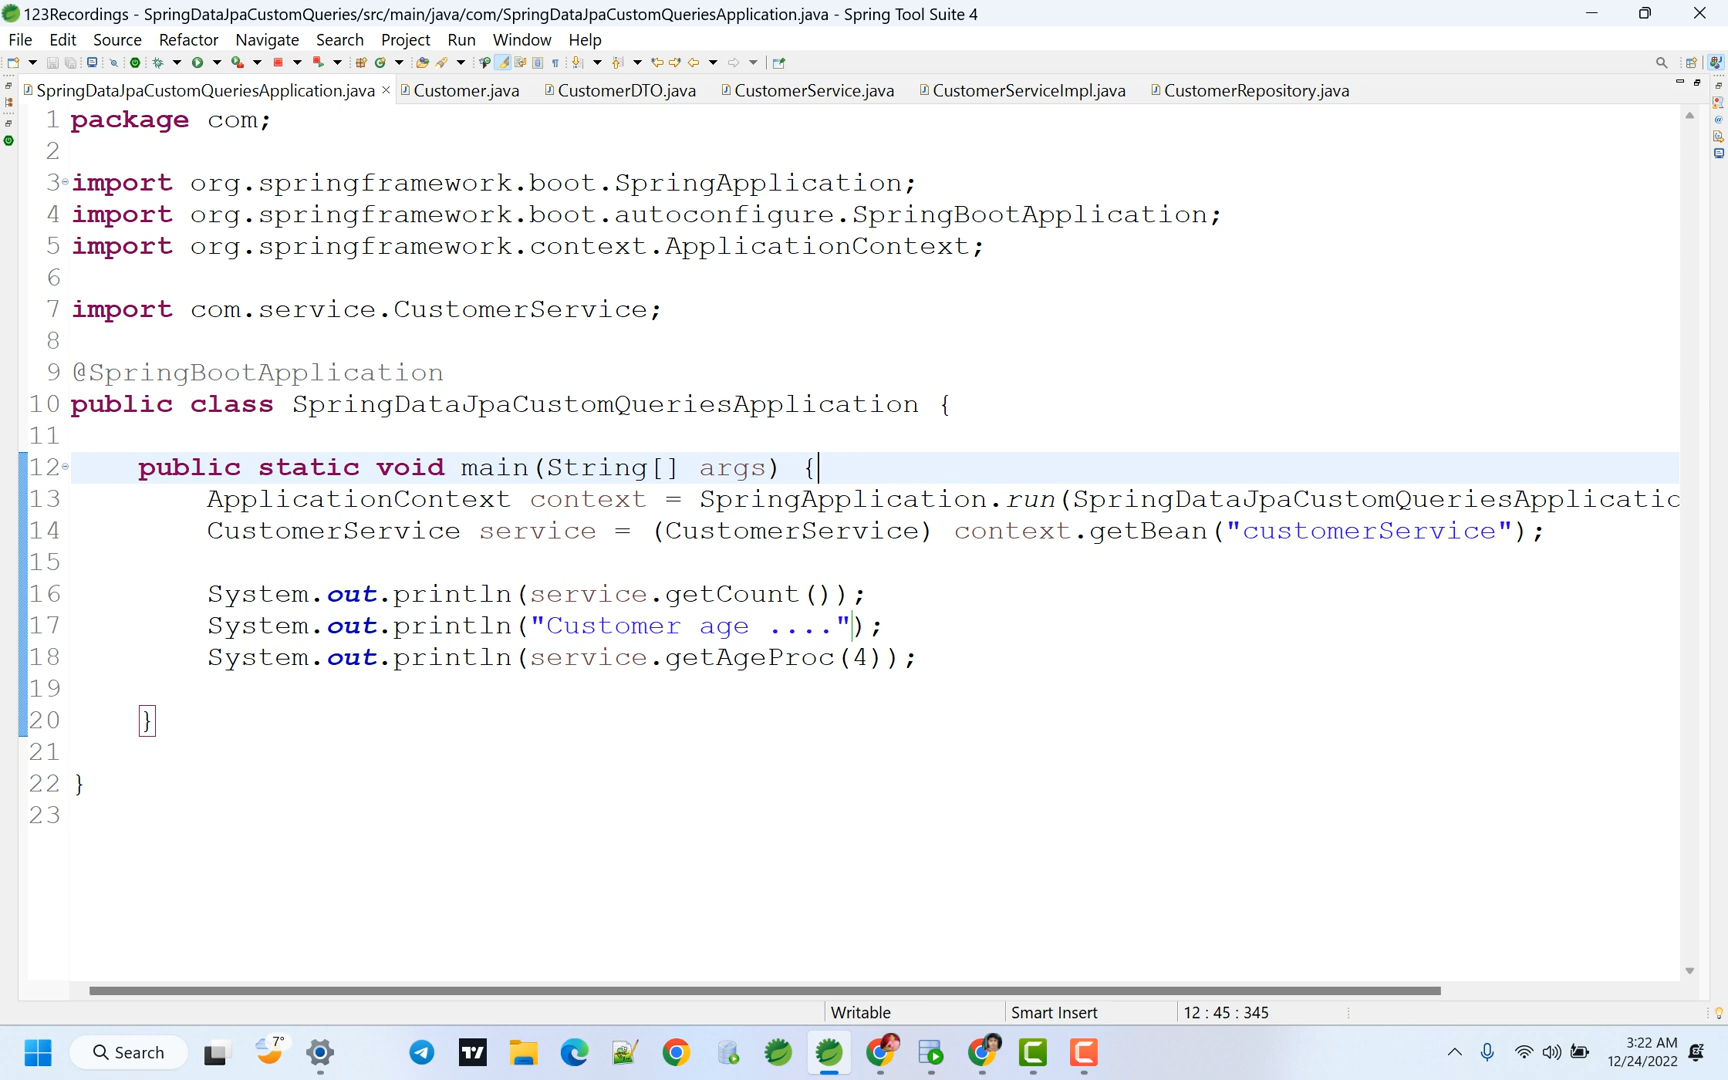 123Recordings - SpringDataJpaCustomQueries/src/main/java/com/SpringDataJpaCustomQueriesApplication.java - Spring Tool Suite 4
File Edit Source Refactor Navigate Search Project Run Window Help
SpringDataJpaCustomQueriesApplication.java Customer.java CustomerDTO.java CustomerService.java CustomerServiceImpl.java CustomerRepository.java
1 package com;
2
3 import org.springframework.boot.SpringApplication;
4 import org.springframework.boot.autoconfigure.SpringBootApplication;
5 import org.springframework.context.ApplicationContext;
6
7 import com.service.CustomerService;
8
9 @SpringBootApplication
10 public class SpringDataJpaCustomQueriesApplication {
11
12 public static void main(String[] args) {
13 ApplicationContext context = SpringApplication.run(SpringDataJpaCustomQueriesApplicatio
14 CustomerService service = (CustomerService) context.getBean("customerService");
15
16 System.out.println(service.getCount());
17 System.out.println("Customer age ....");
18 System.out.println(service.getAgeProc(4));
19
20 }
21
22 }
23
Writable Smart Insert 12 : 45 : 345
Search 7° 3:22 AM
12/24/2022